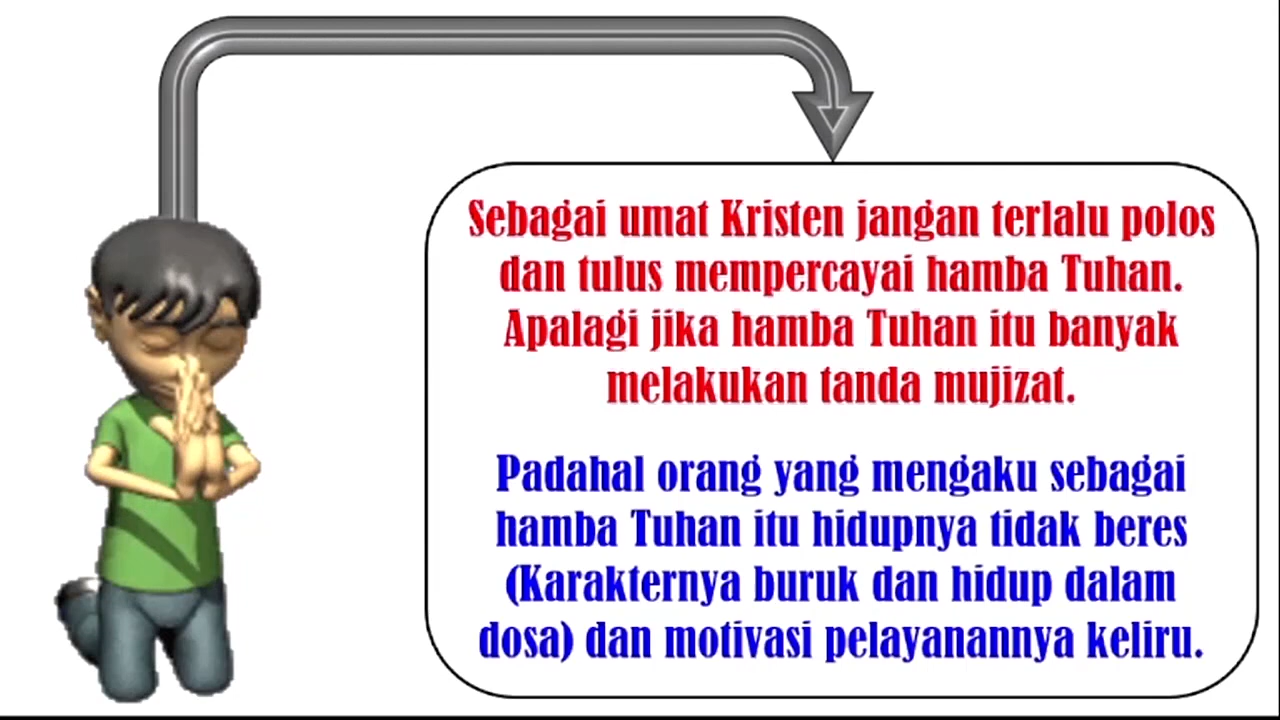 Sebagai umat Kristen jangan terlalu polos
dan tulus mempercayai hamba Tuhan.
Apalagi jika hamba Tuhan itu banyak
melakukan tanda mujizat.
Padahal orang yang mengaku sebagai
hamba Tuhan itu hidupnya tidak beres
(Karakternya buruk dan hidup dalam
dosa) dan motivasi pelayanannya keliru.